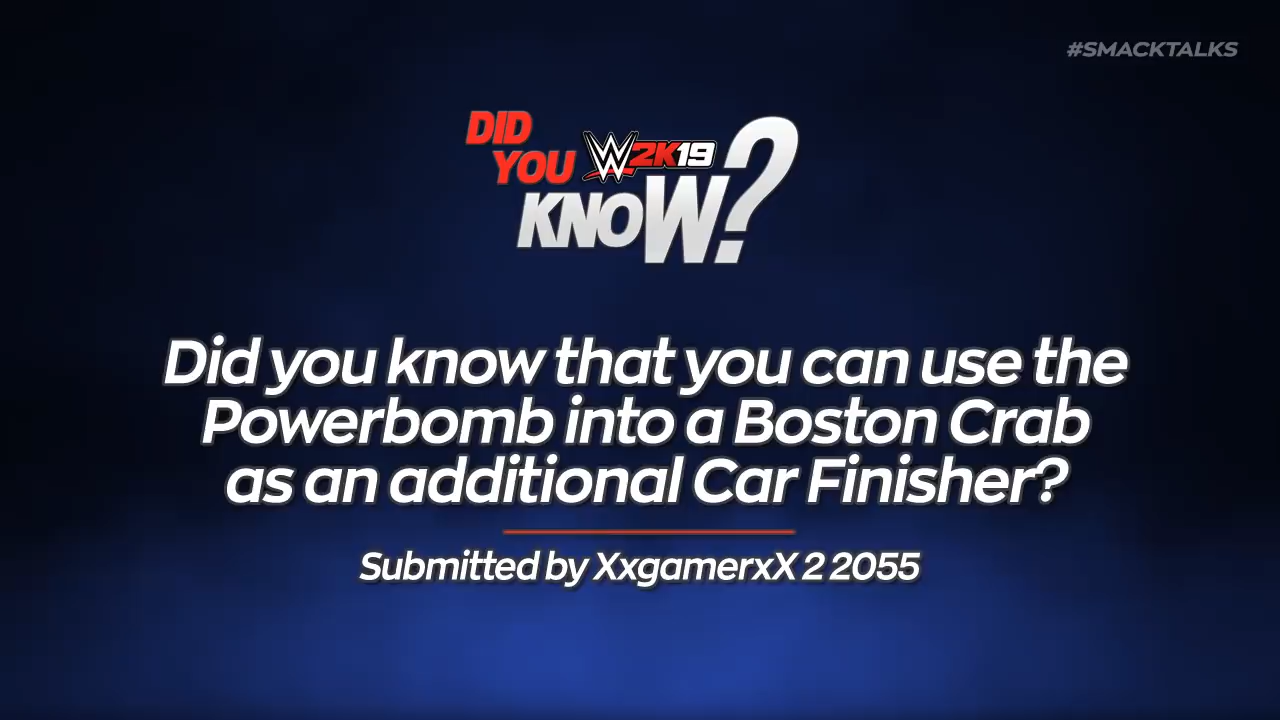 #SMACKTALKS
DID
YOU W 2K19
KNOW?
Did you know that you can use the
Powerbomb into a Boston Crab
as an additional Car Finisher?
Submitted by XxgamerxX 2 2055